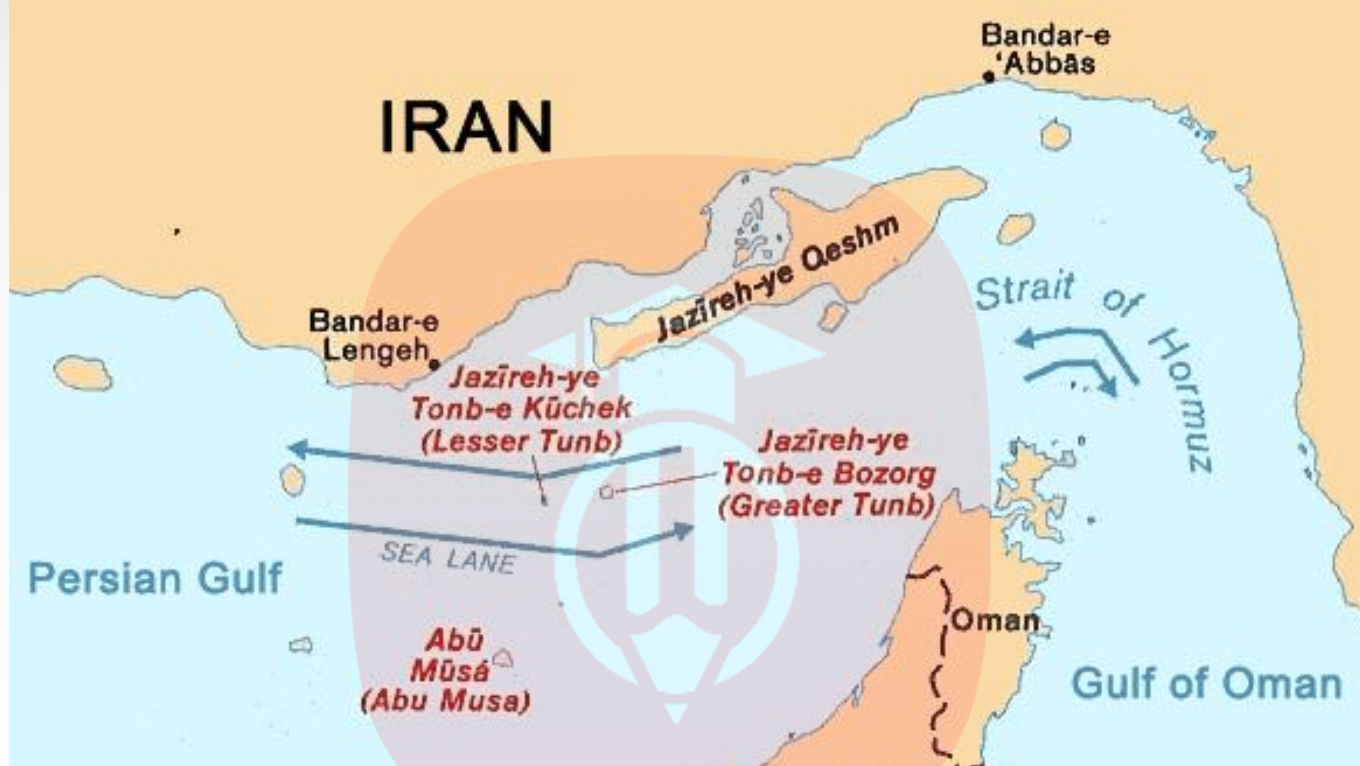 Bandar-e
'Abbās
IRAN
Jazīreh-ye Qeshm
Strait of Hormuz
Bandar-e
Lengeh
Jazīreh-ye
Tonb-e Kūchek
(Lesser Tunb)
Jazīreh-ye
Tonb-e Bozorg
(Greater Tunb)
SEA LANE
Persian Gulf
Abū
Mūsá
(Abu Musa)
Oman
Gulf of Oman